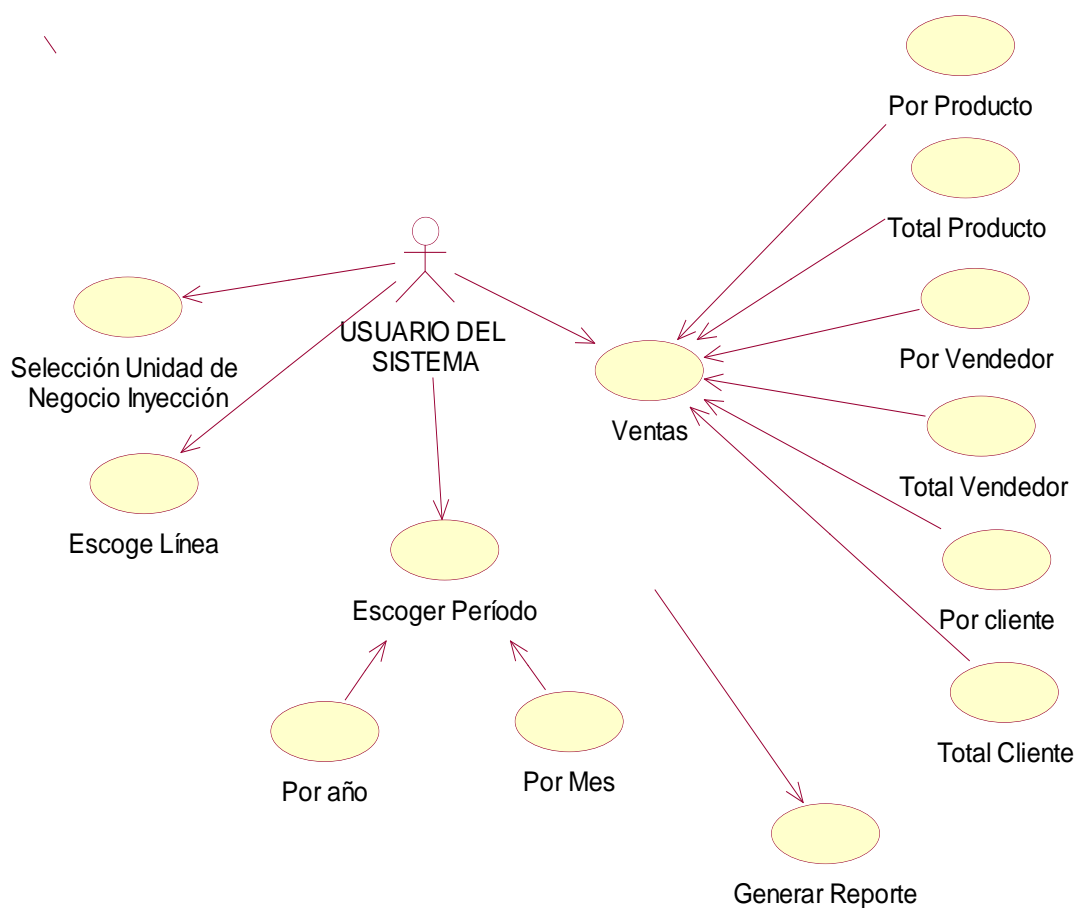 Por Producto
Total Producto
USUARIO DEL
SISTEMA
Selección Unidad de
Negocio Inyección
Por Vendedor
Ventas
Total Vendedor
Escoge Línea
Escoger Período
Por cliente
Total Cliente
Por año
Por Mes
Generar Reporte